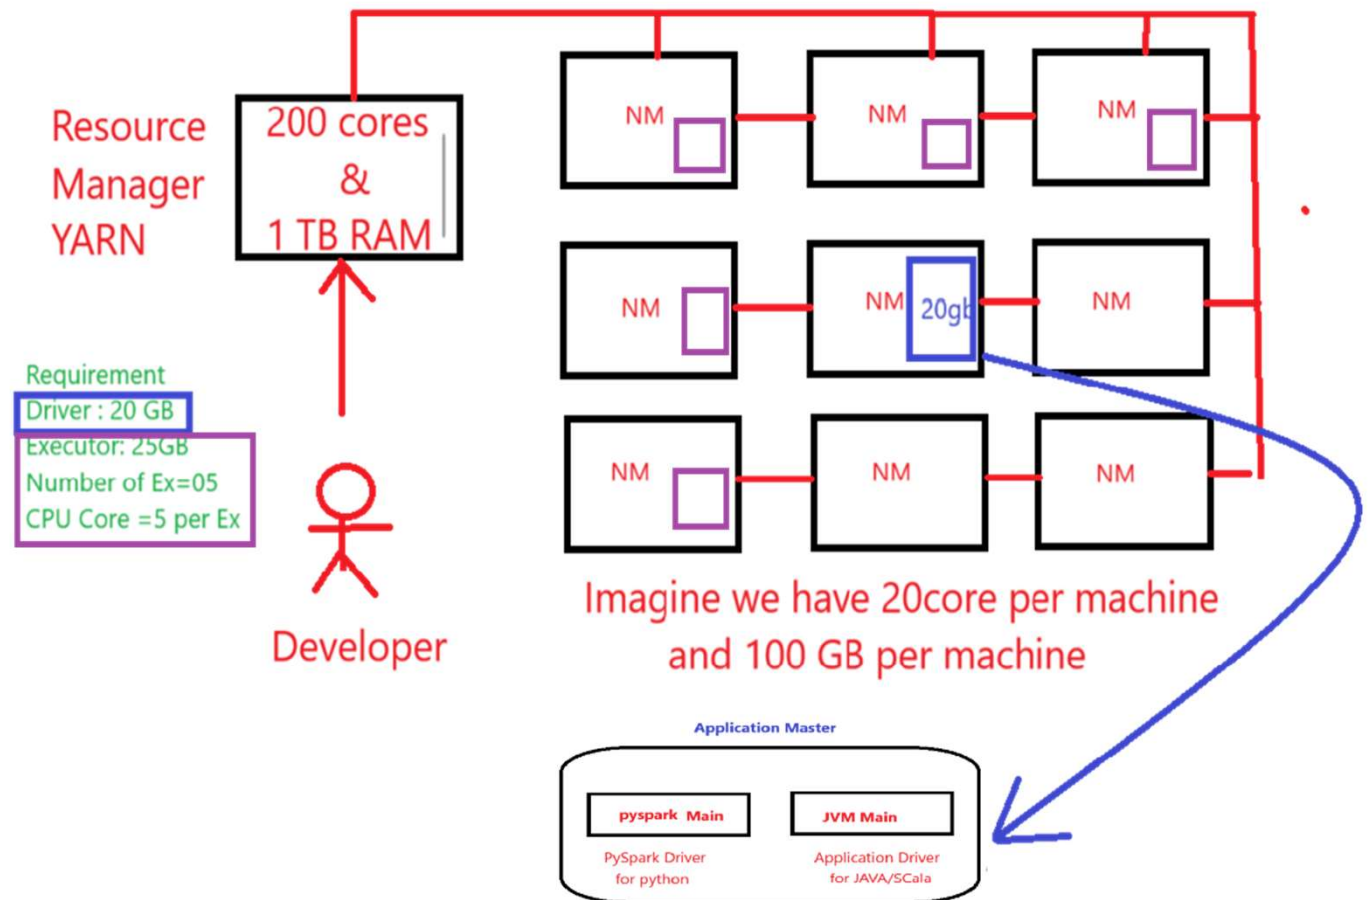 Resource
Manager
YARN
200 cores
&
1 TB RAM
NM
NM
NM
NM
NM
20gb
NM
NM
NM
NM
Requirement
Driver : 20 GB
Executor: 25GB
Number of Ex=05
CPU Core =5 per Ex
Developer
Imagine we have 20core per machine
and 100 GB per machine
Application Master
pyspark Main
JVM Main
PySpark Driver
for python
Application Driver
for JAVA/SCala